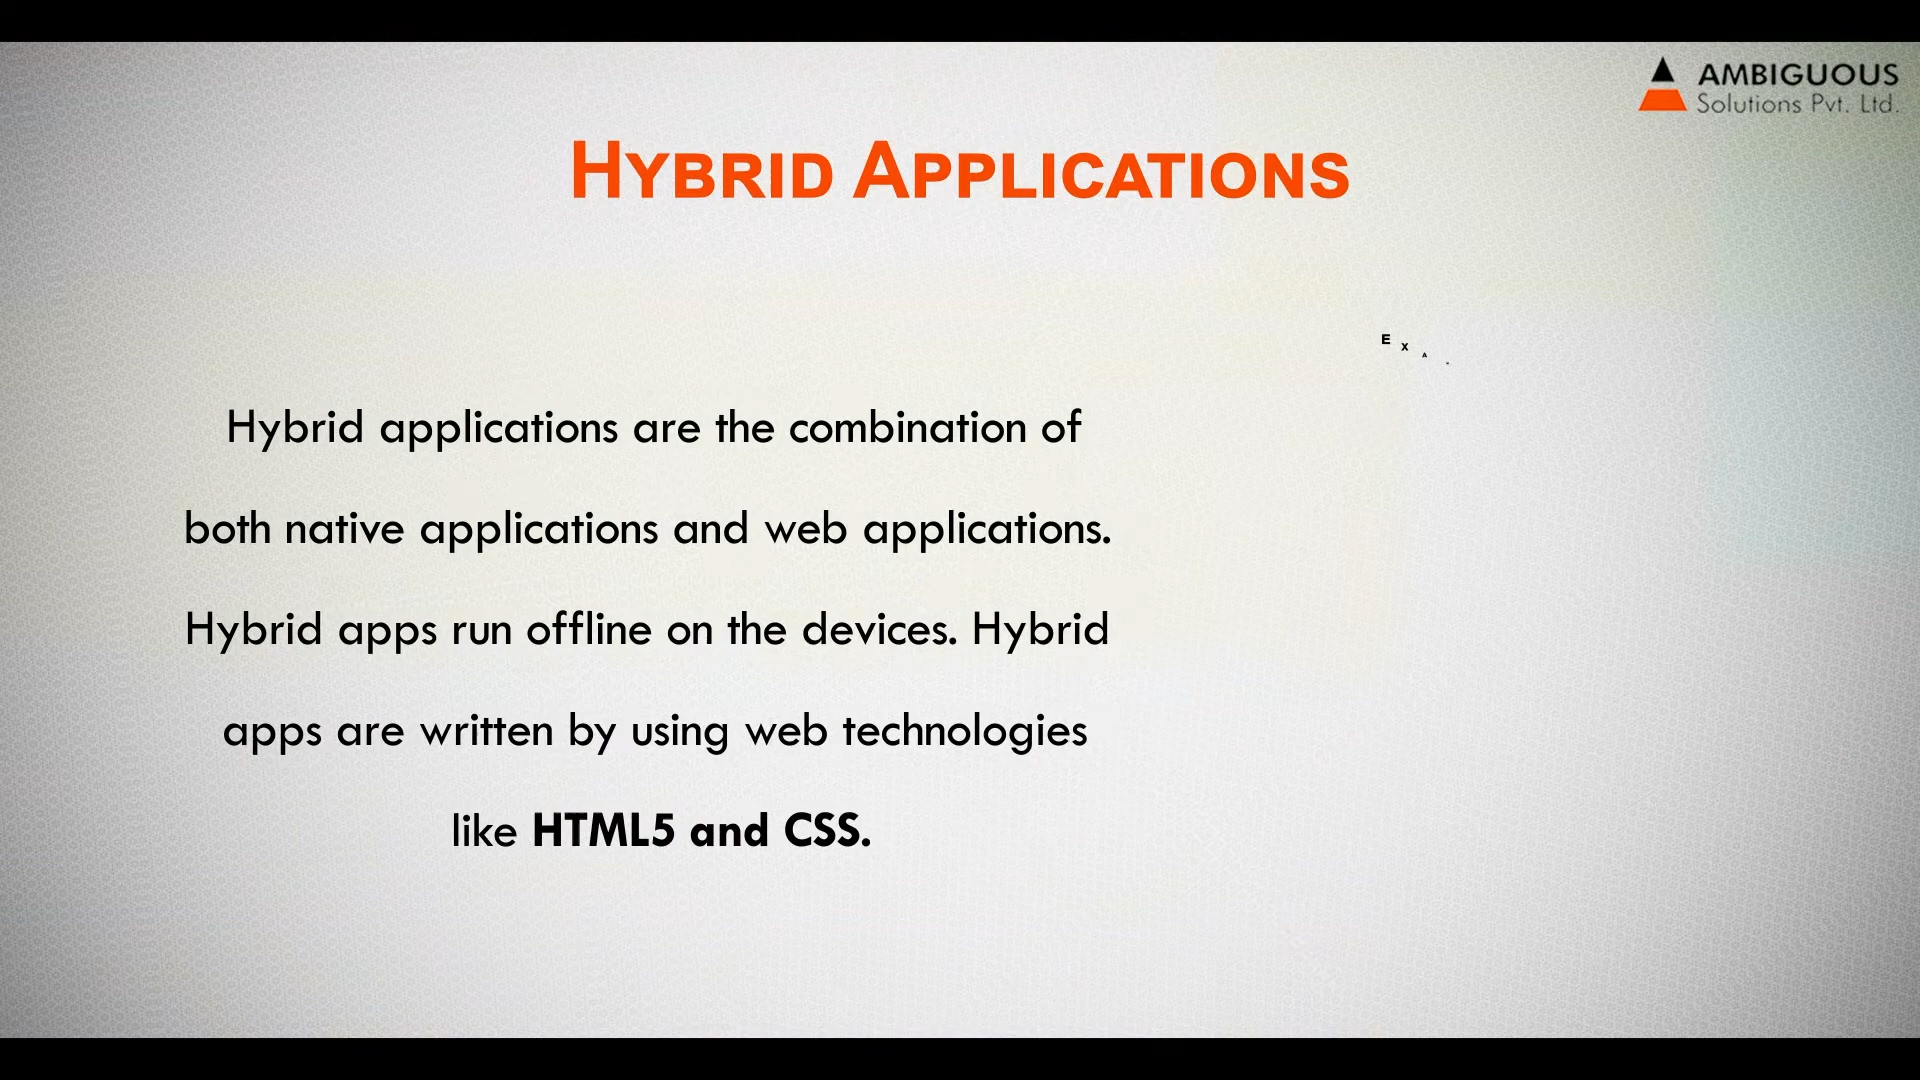 AMBIGUOUS
Solutions Pvt. Ltd.
HYBRID APPLICATIONS
E X A
Hybrid applications are the combination of
both native applications and web applications.
Hybrid apps run offline on the devices. Hybrid
apps are written by using web technologies
like HTML5 and CSS.